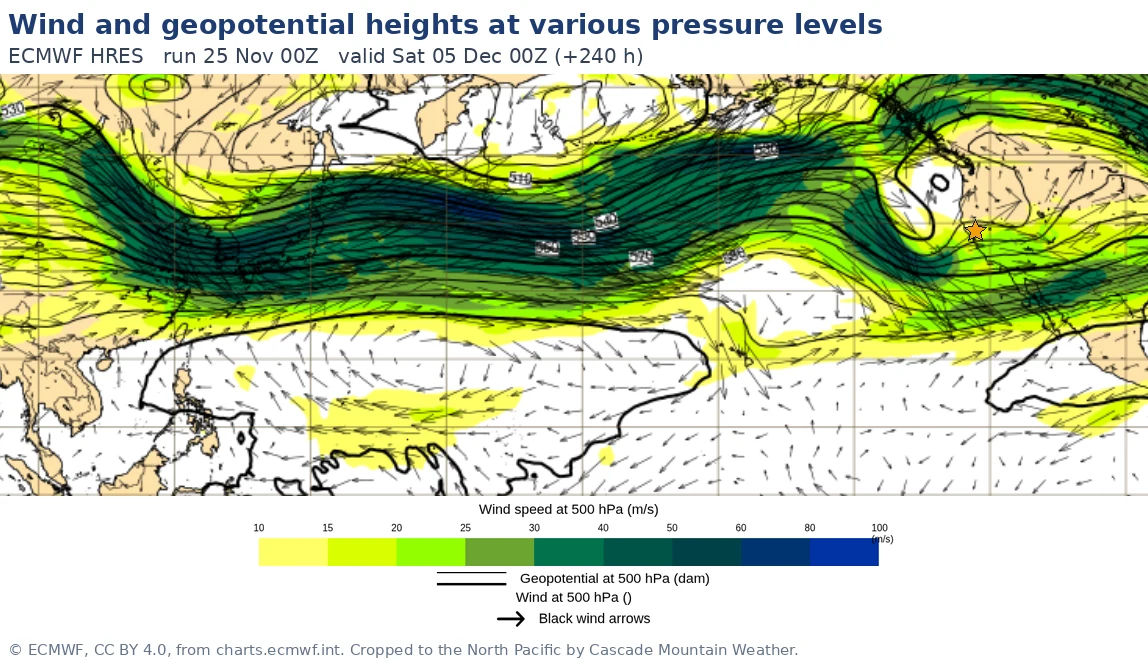 Wind and geopotential heights at various pressure levels
ECMWF HRES   run 25 Nov 00Z   valid Sat 05 Dec 00Z (+240 h)
530
510
540
Wind speed at 500 hPa (m/s)
10 15 20 25 30 40 50 60 80 100
(m/s)
Geopotential at 500 hPa (dam)
Wind at 500 hPa ()
Black wind arrows
© ECMWF, CC BY 4.0, from charts.ecmwf.int. Cropped to the North Pacific by Cascade Mountain Weather.